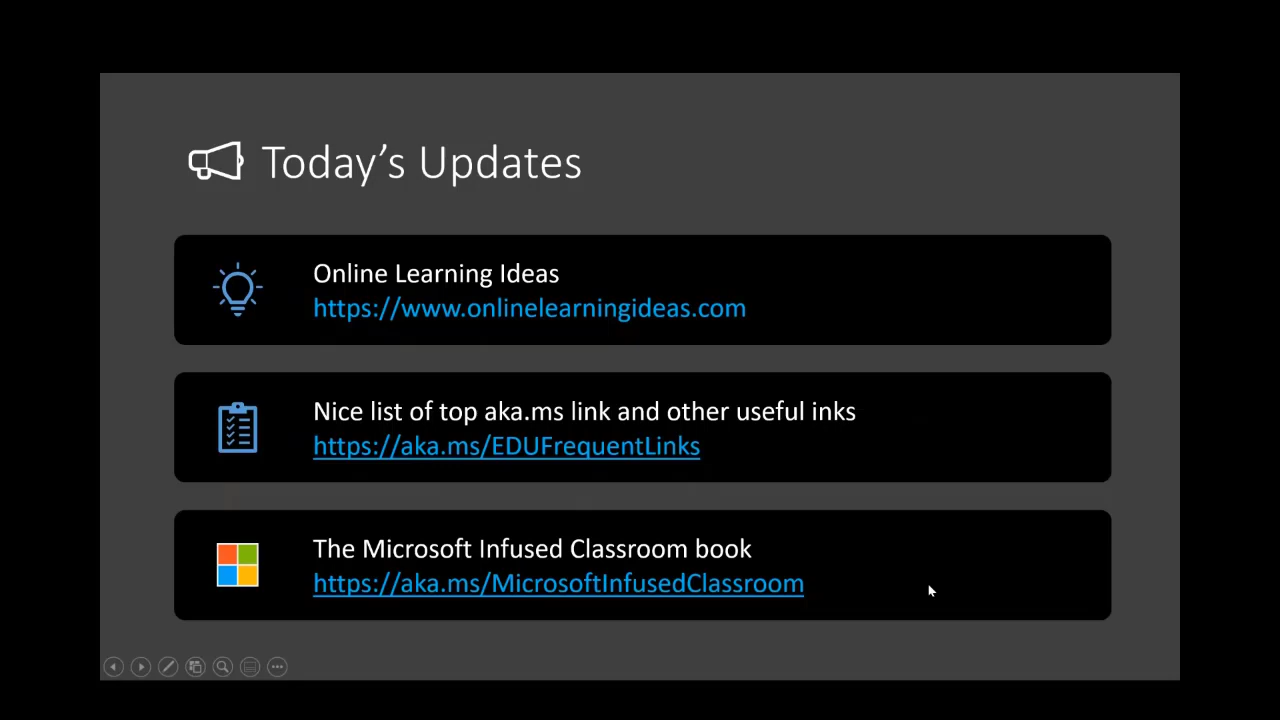 Today’s Updates
Online Learning Ideas
https://www.onlinelearningideas.com
Nice list of top aka.ms link and other useful inks
https://aka.ms/EDUFrequentLinks
The Microsoft Infused Classroom book
https://aka.ms/MicrosoftInfusedClassroom